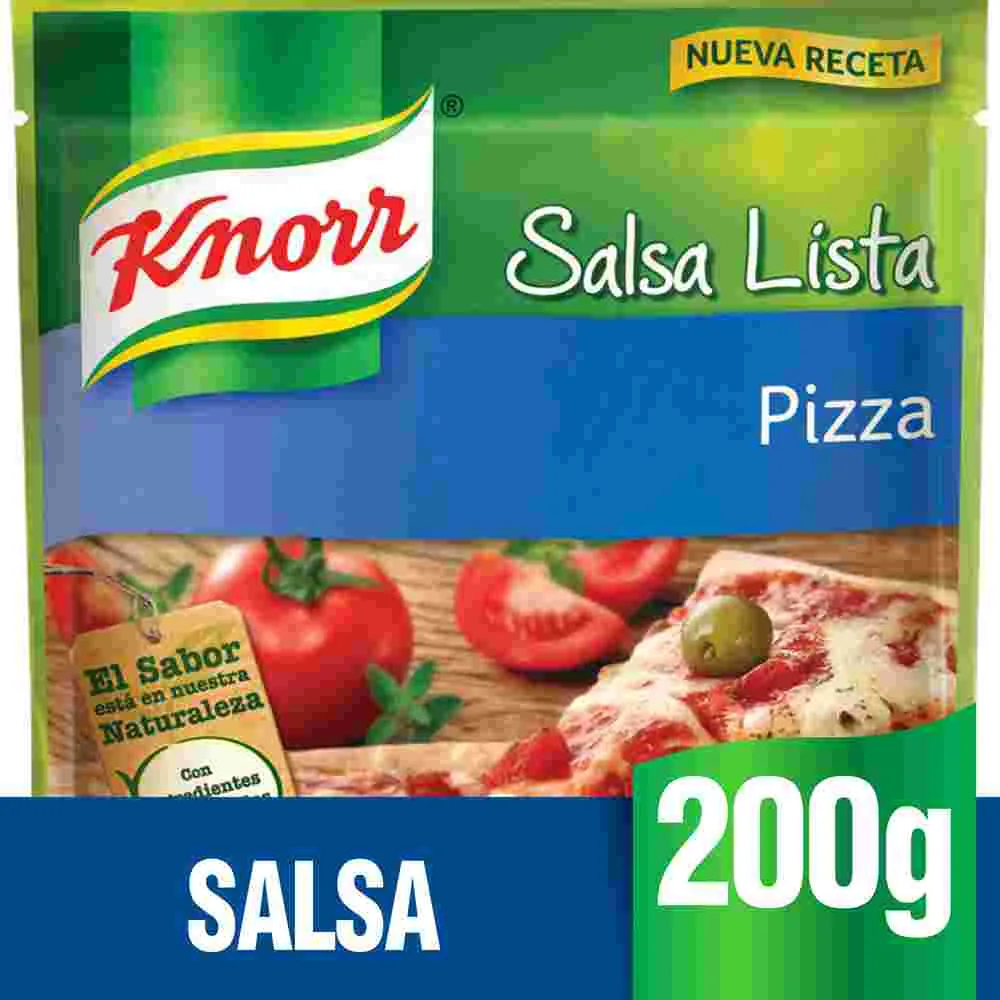 NUEVA RECETA
Knorr®
Salsa Lista
Pizza
El Sabor
está en nuestra
Naturaleza
Con
SALSA
200g